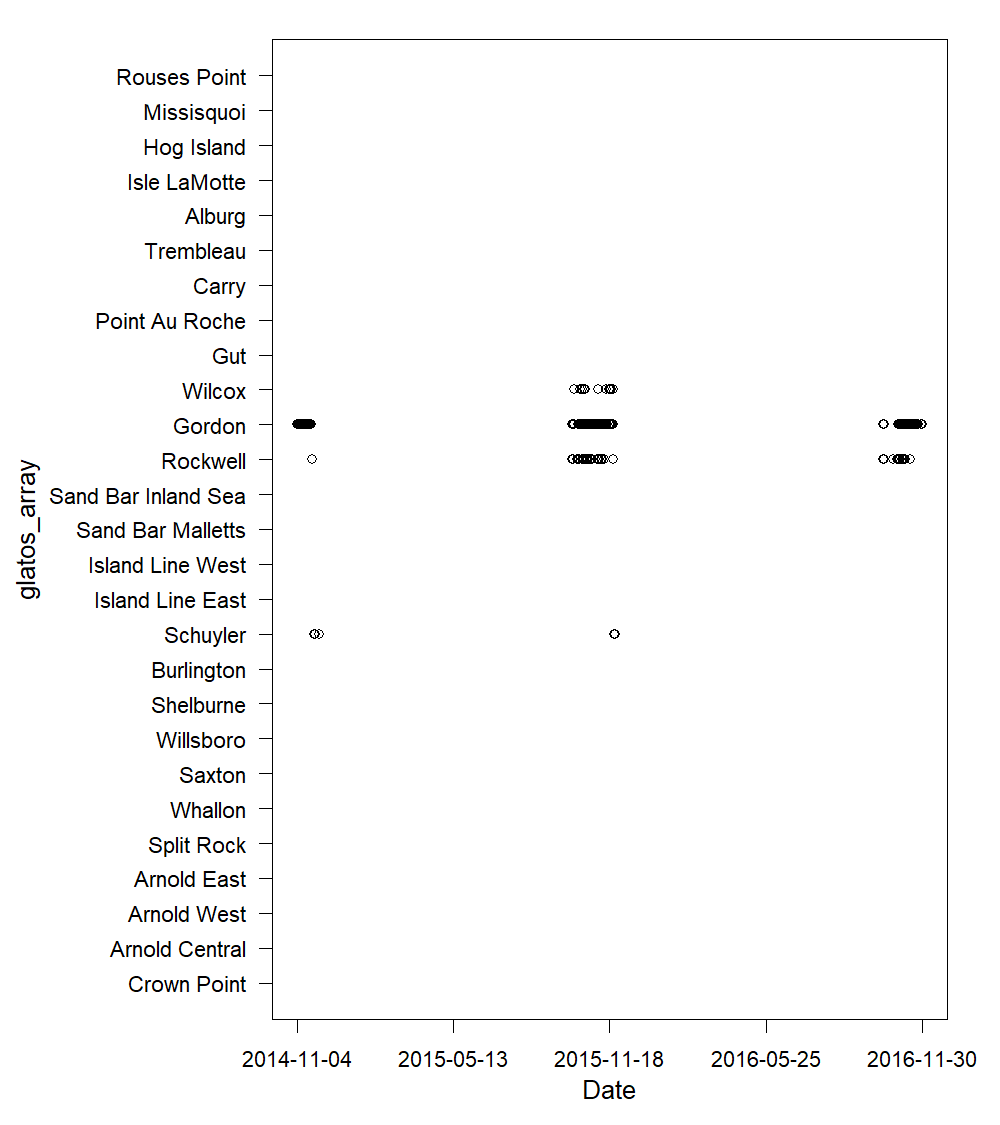 Rouses Point
Missisquoi
Hog Island
Isle LaMotte
Alburg
Trembleau
Carry
Point Au Roche
Gut
Wilcox
Gordon
Rockwell
Sand Bar Inland Sea
Sand Bar Malletts
Island Line West
Island Line East
Schuyler
Burlington
Shelburne
Willsboro
Saxton
Whallon
Split Rock
Arnold East
Arnold West
Arnold Central
Crown Point
glatos_array
2014-11-04 2015-05-13 2015-11-18 2016-05-25 2016-11-30
Date